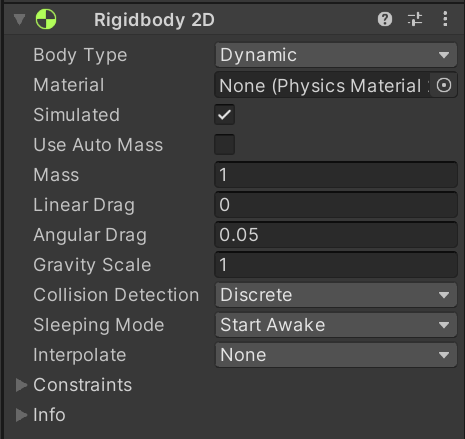 Rigidbody 2D
Body Type Dynamic
Material None (Physics Material
Simulated
Use Auto Mass
Mass 1
Linear Drag 0
Angular Drag 0.05
Gravity Scale 1
Collision Detection Discrete
Sleeping Mode Start Awake
Interpolate None
Constraints
Info